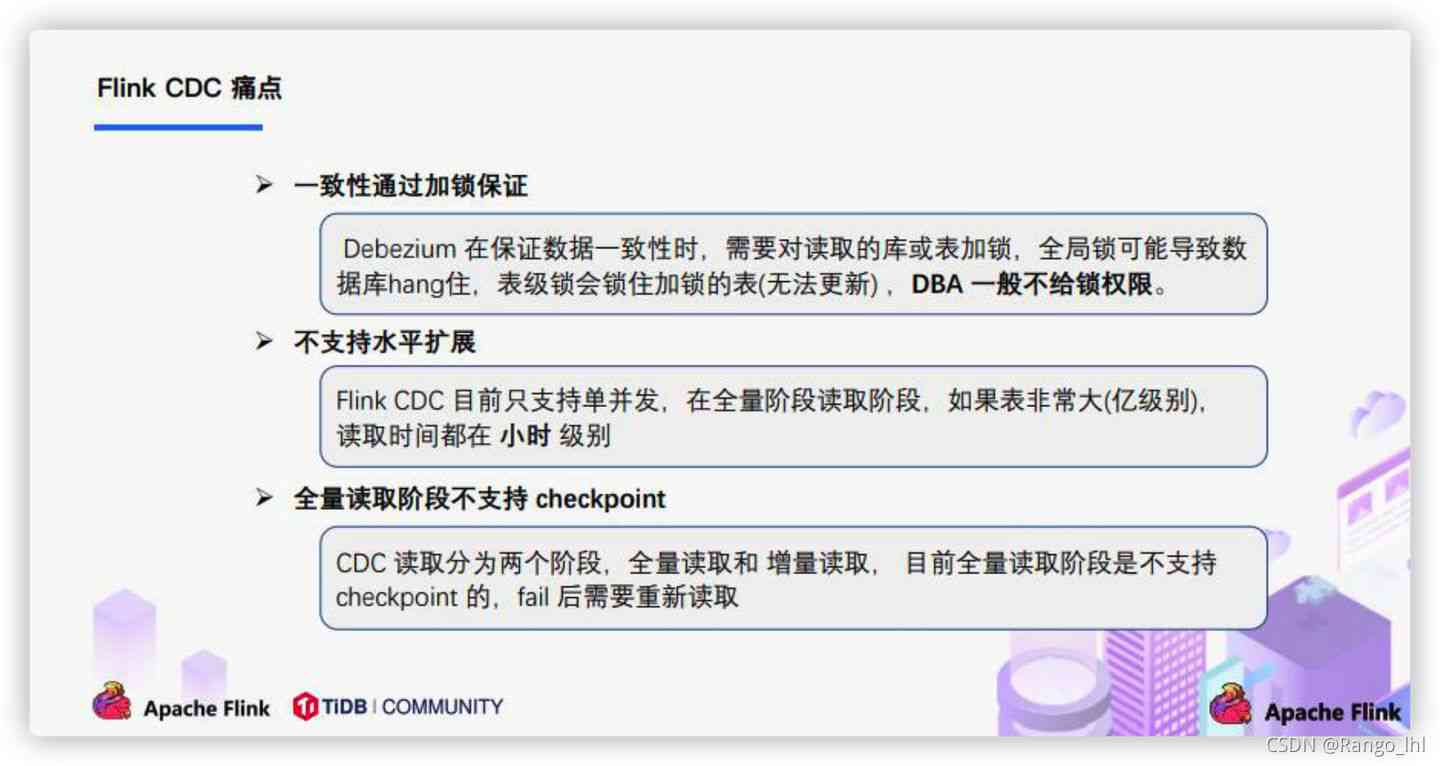 Flink CDC 痛点
➢ 一致性通过加锁保证
Debezium 在保证数据一致性时，需要对读取的库或表加锁，全局锁可能导致数
据库hang住，表级锁会锁住加锁的表(无法更新) ，DBA 一般不给锁权限。
➢ 不支持水平扩展
Flink CDC 目前只支持单并发，在全量阶段读取阶段，如果表非常大(亿级别)，
读取时间都在 小时 级别
➢ 全量读取阶段不支持 checkpoint
CDC 读取分为两个阶段，全量读取和 增量读取， 目前全量读取阶段是不支持
checkpoint 的，fail 后需要重新读取
Apache Flink
TiDB | COMMUNITY
Apache Flink
CSDN @Rango_lhl